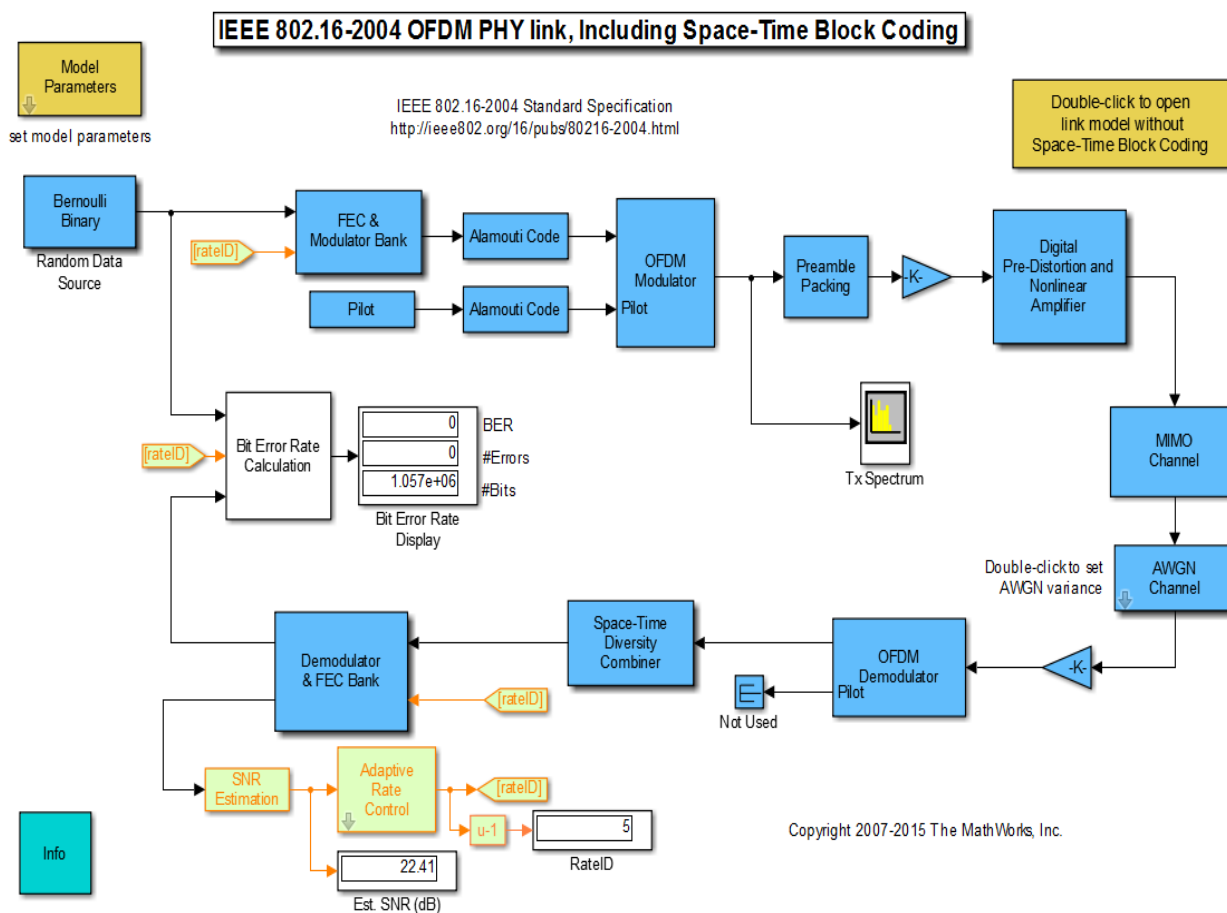 IEEE 802.16-2004 OFDM PHY link, Including Space-Time Block Coding
Model
Parameters
set model parameters
IEEE 802.16-2004 Standard Specification
http://ieee802.org/16/pubs/80216-2004.html
Double-click to open
link model without
Space-Time Block Coding
Bernoulli
Binary
Random Data
Source
[rateID]
FEC &
Modulator Bank
Alamouti Code
Pilot
Alamouti Code
OFDM
Modulator
Pilot
Preamble
Packing
-K-
Digital
Pre-Distortion and
Nonlinear
Amplifier
[rateID]
Bit Error Rate
Calculation
0
BER
0
#Errors
1.057e+06
#Bits
Bit Error Rate
Display
Tx Spectrum
MIMO
Channel
Double-click to set
AWGN variance
AWGN
Channel
Demodulator
& FEC Bank
[rateID]
Space-Time
Diversity
Combiner
Not Used
OFDM
Demodulator
Pilot
-K-
SNR
Estimation
Adaptive
Rate
Control
[rateID]
u-1
5
RateID
22.41
Est. SNR (dB)
Info
Copyright 2007-2015 The MathWorks, Inc.